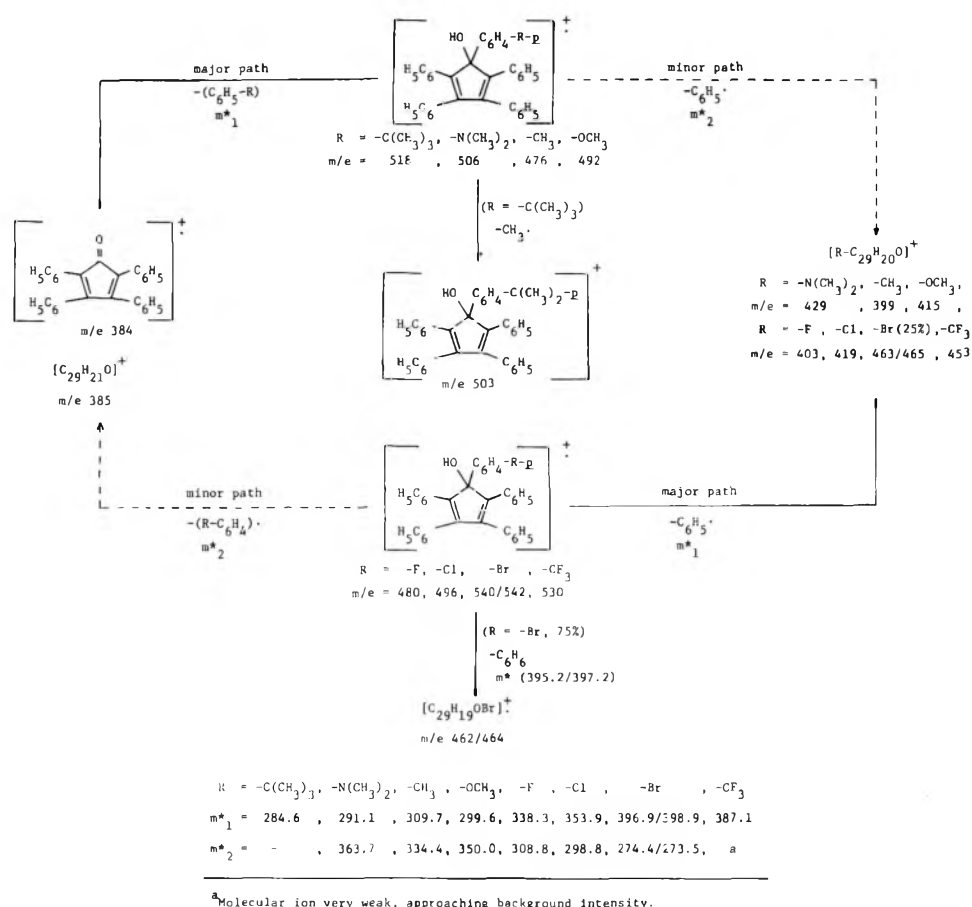 HO C6H4-R-p
H5C6 C6H5
H5C6 C6H5
+.
major path
-(C6H5-R)
m*1
minor path
-C6H5·
m*2
R = -C(CH3)3, -N(CH3)2, -CH3, -OCH3
m/e = 518 , 506 , 476 , 492
(R = -C(CH3)3)
-CH3·
O
H5C6 C6H5
H5C6 C6H5
+.
m/e 384
[C29H21O]+
m/e 385
HO C6H4-C(CH3)2-p
H5C6 C6H5
H5C6 C6H5
+
m/e 503
[R-C29H20O]+
R = -N(CH3)2, -CH3, -OCH3,
m/e = 429 , 399 , 415 ,
R = -F , -Cl, -Br(25%),-CF3
m/e = 403, 419, 463/465 , 453
HO C6H4-R-p
H5C6 C6H5
H5C6 C6H5
+.
minor path
-(R-C6H4)·
m*2
major path
-C6H5·
m*1
R = -F, -Cl, -Br , -CF3
m/e = 480, 496, 540/542, 530
(R = -Br, 75%)
-C6H6
m* (395.2/397.2)
[C29H19OBr]+.
m/e 462/464
R = -C(CH3)3, -N(CH3)2, -CH3 , -OCH3, -F , -Cl , -Br , -CF3
m*1 = 284.6 , 291.1 , 309.7, 299.6, 338.3, 353.9, 396.9/398.9, 387.1
m*2 = - , 363.7 , 334.4, 350.0, 308.8, 298.8, 274.4/273.5, a
aMolecular ion very weak, approaching background intensity.